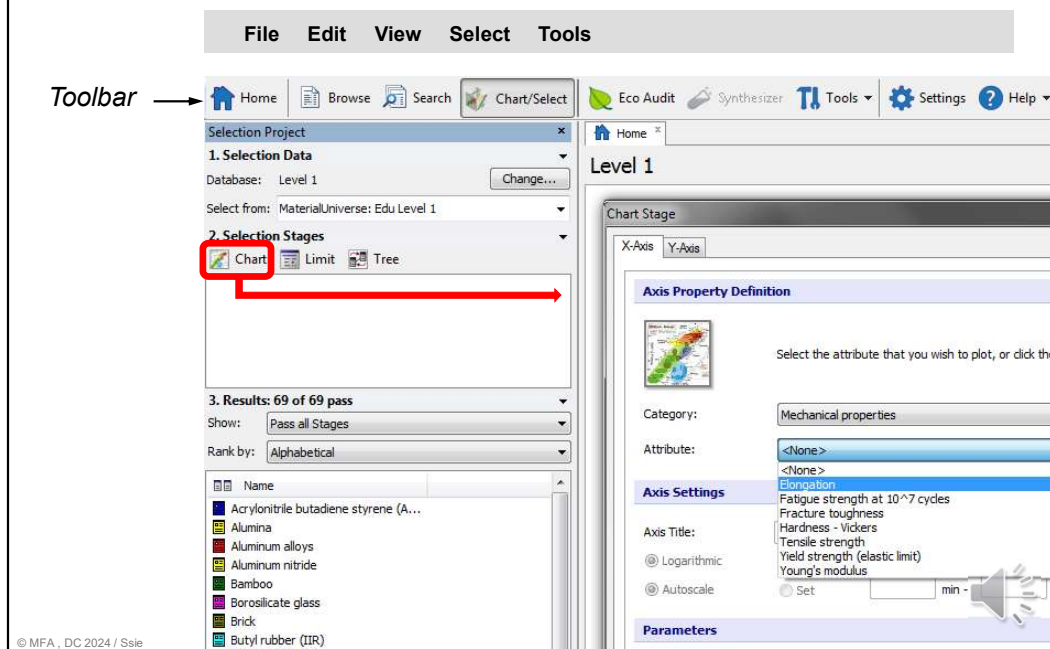 File Edit View Select Tools
Toolbar
Home Browse Search Chart/Select Eco Audit Synthesizer Tools Settings Help
Selection Project ×
1. Selection Data
Database: Level 1 Change...
Select from: MaterialUniverse: Edu Level 1
2. Selection Stages
Chart Limit Tree
3. Results: 69 of 69 pass
Show: Pass all Stages
Rank by: Alphabetical
Name
Acrylonitrile butadiene styrene (A...
Alumina
Aluminum alloys
Aluminum nitride
Bamboo
Borosilicate glass
Brick
Butyl rubber (IIR)
Home ×
Level 1
Chart Stage
X-Axis Y-Axis
Axis Property Definition
Select the attribute that you wish to plot, or click the
Category: Mechanical properties
Attribute: <None>
<None>
Elongation
Fatigue strength at 10^7 cycles
Fracture toughness
Hardness - Vickers
Tensile strength
Yield strength (elastic limit)
Young's modulus
Axis Settings
Axis Title:
Logarithmic
Autoscale Set min -
Parameters
© MFA , DC 2024 / Ssie